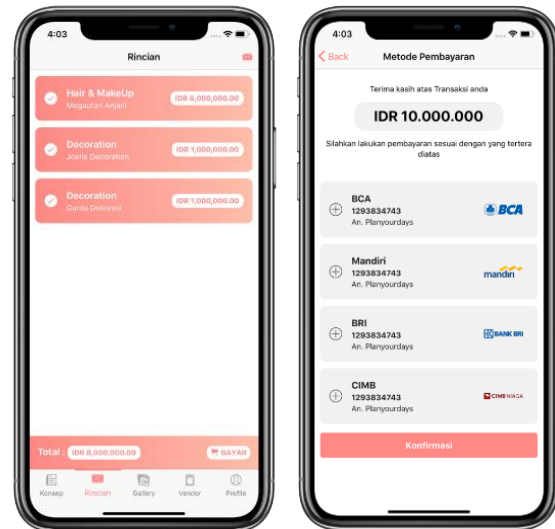 4:03
Rincian
Hair & MakeUp
Megautari Anjani
IDR 6,000,000.00
Decoration
Joella Decoration
IDR 1,000,000.00
Decoration
Garda Dekorasi
IDR 1,000,000.00
Total : IDR 8,000,000.00
BAYAR
Konsep
Rincian
Gallery
Vendor
Profile
4:03
Back
Metode Pembayaran
Terima kasih atas Transaksi anda
IDR 10.000.000
Silahkan lakukan pembayaran sesuai dengan yang tertera
diatas
BCA
1293834743
An. Planyourdays
BCA
Mandiri
1293834743
An. Planyourdays
mandiri
BRI
1293834743
An. Planyourdays
BANK BRI
CIMB
1293834743
An. Planyourdays
CIMB NIAGA
Konfirmasi